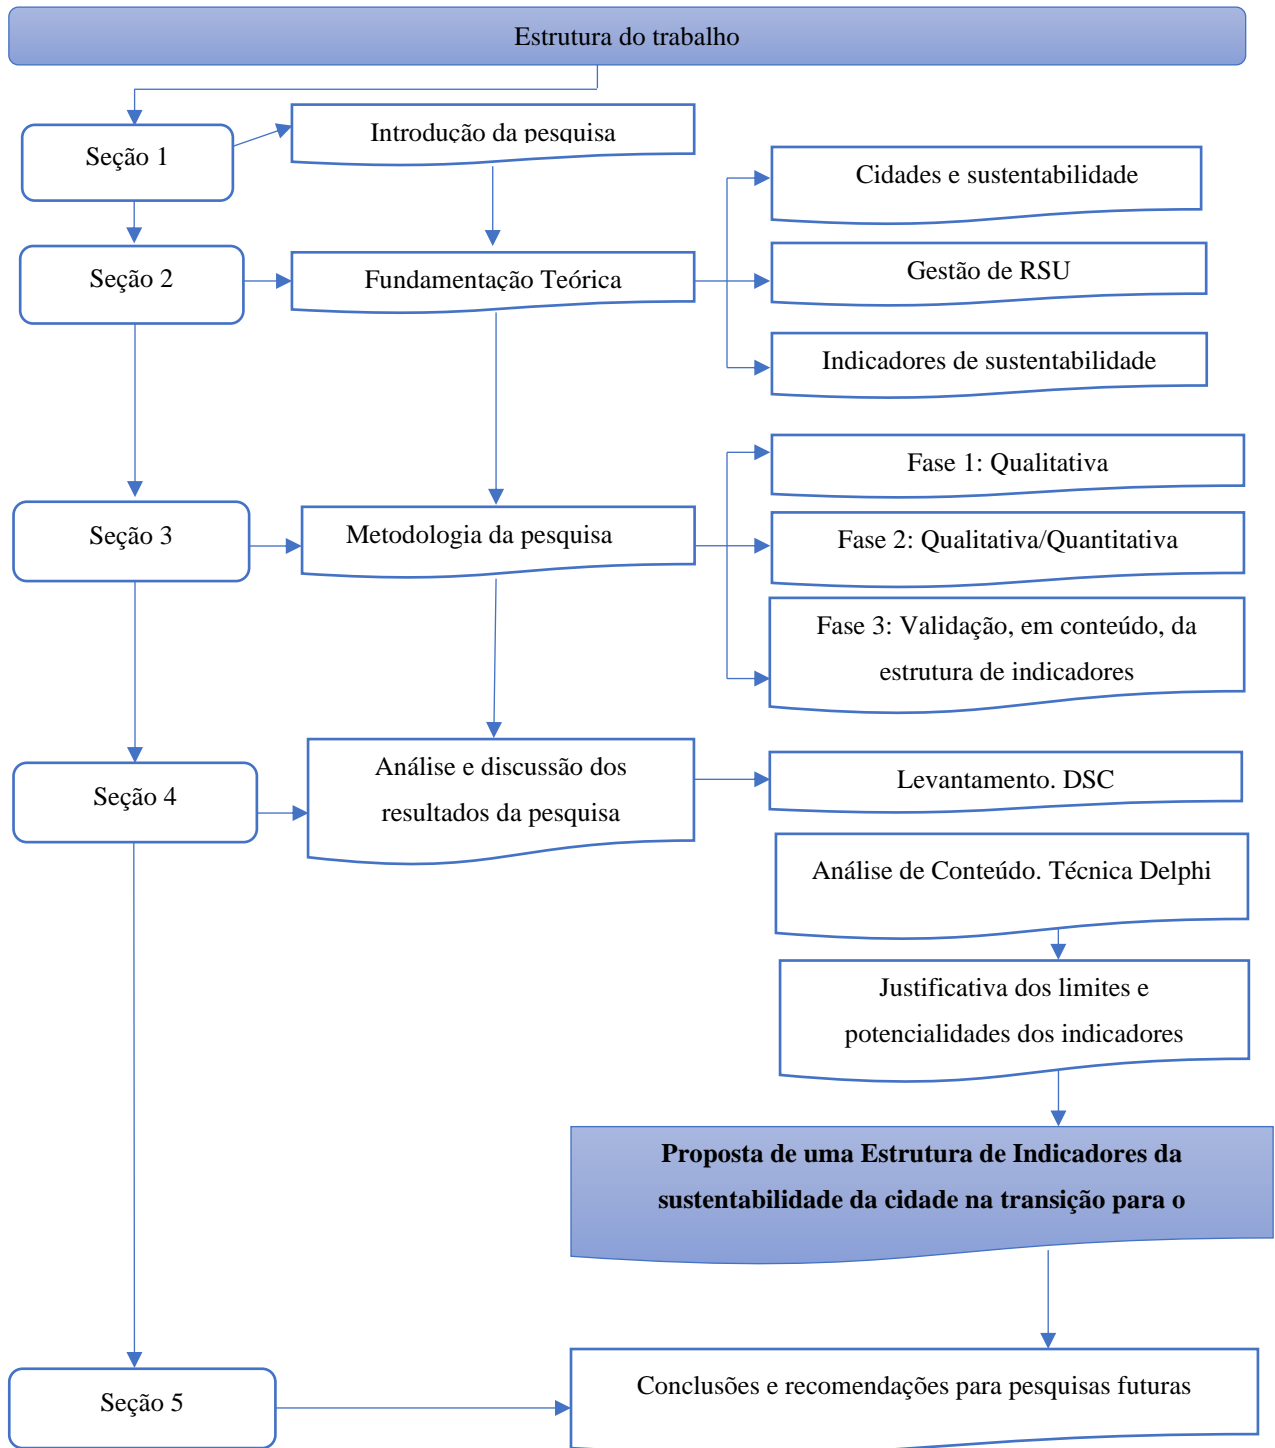 Estrutura do trabalho
Seção 1
Introdução da pesquisa
Cidades e sustentabilidade
Seção 2
Fundamentação Teórica
Gestão de RSU
Indicadores de sustentabilidade
Fase 1: Qualitativa
Seção 3
Metodologia da pesquisa
Fase 2: Qualitativa/Quantitativa
Fase 3: Validação, em conteúdo, da
estrutura de indicadores
Seção 4
Análise e discussão dos
resultados da pesquisa
Levantamento. DSC
Análise de Conteúdo. Técnica Delphi
Justificativa dos limites e
potencialidades dos indicadores
Proposta de uma Estrutura de Indicadores da
sustentabilidade da cidade na transição para o
Seção 5
Conclusões e recomendações para pesquisas futuras